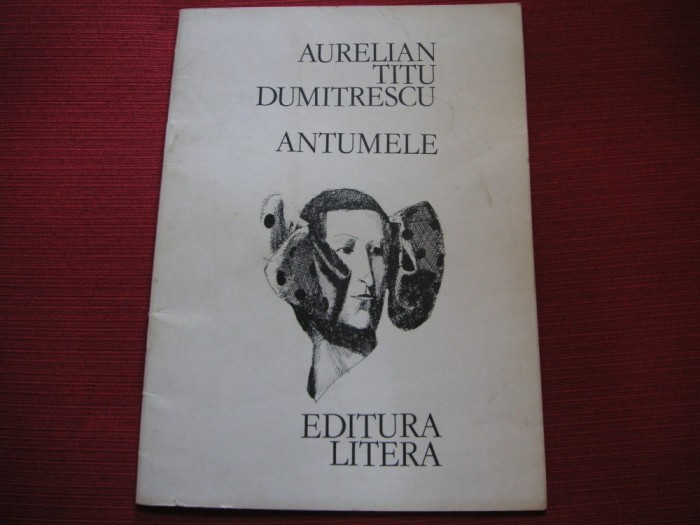 AURELIAN
TITU
DUMITRESCU
ANTUMELE
EDITURA
LITERA